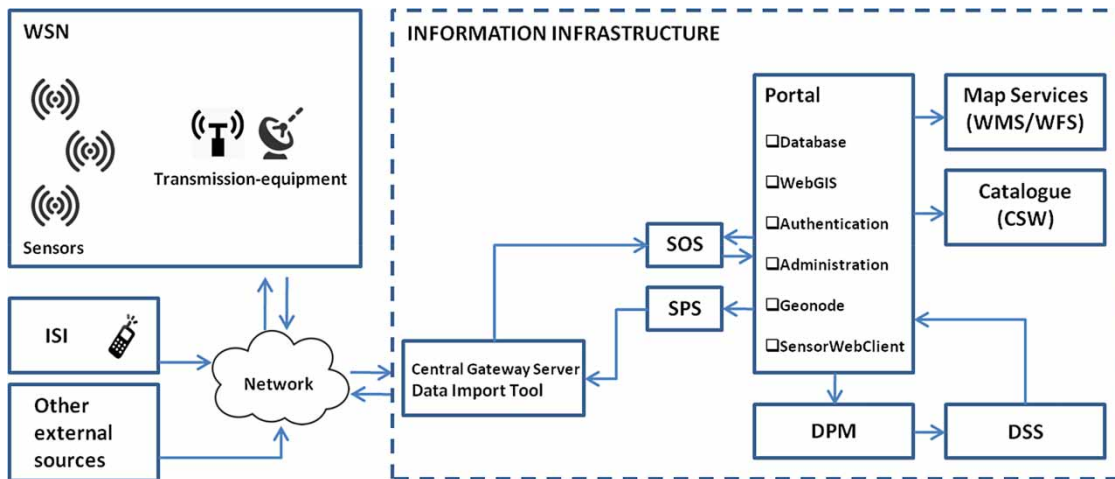 WSN
Sensors
Transmission-equipment
ISI
Other
external
sources
Network
INFORMATION INFRASTRUCTURE
Central Gateway Server
Data Import Tool
SOS
SPS
Portal
❑Database
❑WebGIS
❑Authentication
❑Administration
❑Geonode
❑SensorWebClient
Map Services
(WMS/WFS)
Catalogue
(CSW)
DPM
DSS